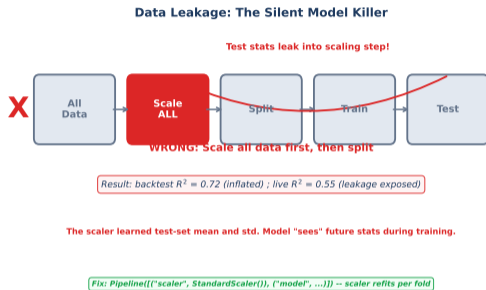 Data Leakage: The Silent Model Killer
Test stats leak into scaling step!
X
All
Data
Scale
ALL
Split
Train
Test
WRONG: Scale all data first, then split
Result: backtest R² = 0.72 (inflated) ; live R² = 0.55 (leakage exposed)
The scaler learned test-set mean and std. Model "sees" future stats during training.
Fix: Pipeline([("scaler", StandardScaler()), ("model", ...)]) -- scaler refits per fold